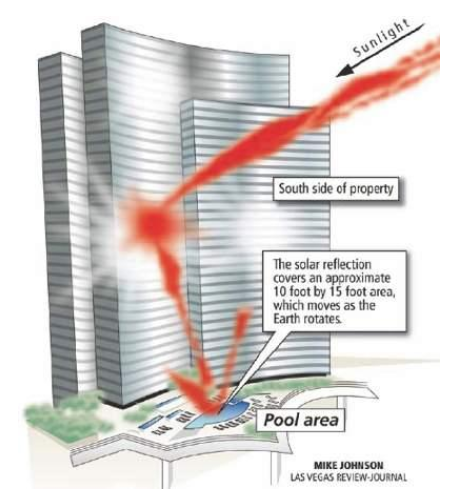 Sunlight
South side of property
The solar reflection
covers an approximate
10 foot by 15 foot area,
which moves as the
Earth rotates.
Pool area
MIKE JOHNSON
LAS VEGAS REVIEW-JOURNAL